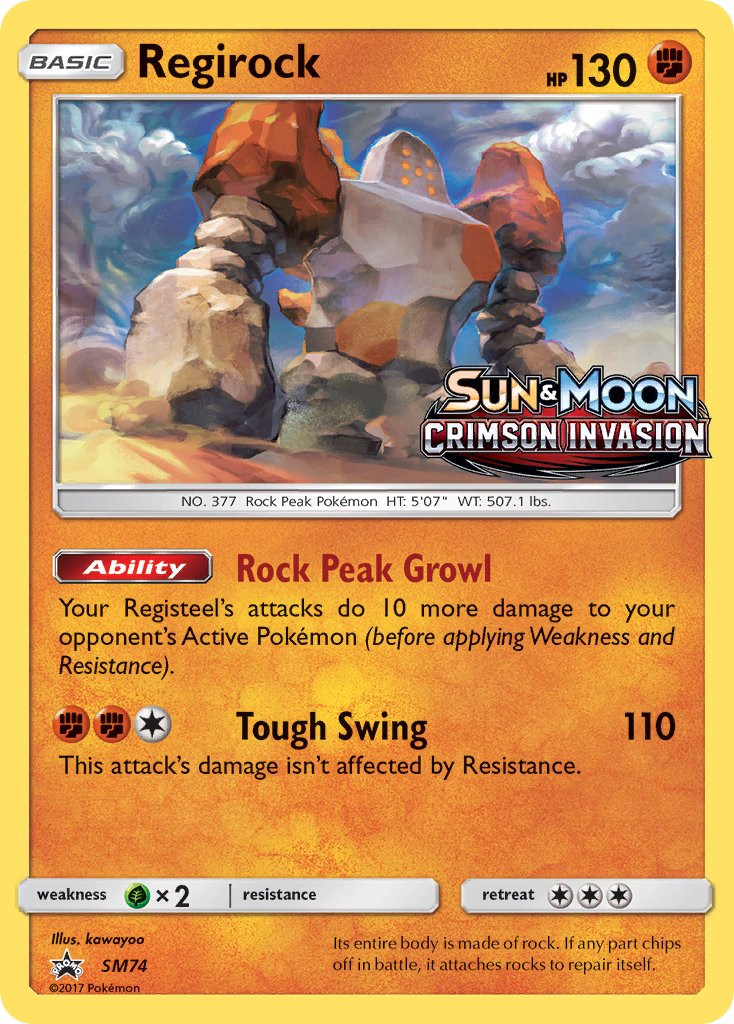 BASIC Regirock HP 130
SUN & MOON
CRIMSON INVASION
NO. 377 Rock Peak Pokémon HT: 5'07" WT: 507.1 lbs.
Ability Rock Peak Growl
Your Registeel's attacks do 10 more damage to your
opponent's Active Pokémon (before applying Weakness and
Resistance).
Tough Swing 110
This attack's damage isn't affected by Resistance.
weakness × 2 resistance retreat
Illus. kawayoo
PROMO SM74
©2017 Pokémon
Its entire body is made of rock. If any part chips
off in battle, it attaches rocks to repair itself.